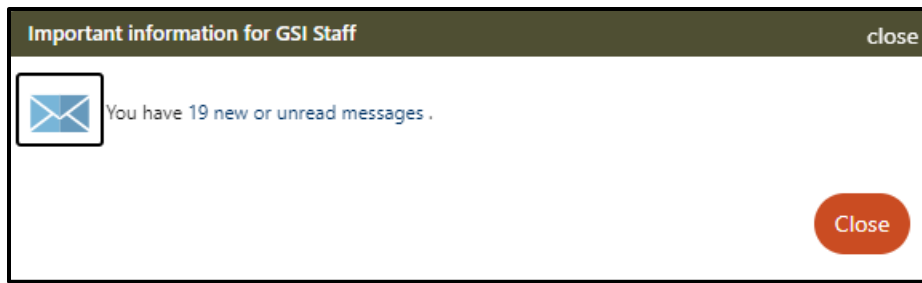 Important information for GSI Staff
close
You have 19 new or unread messages .
Close